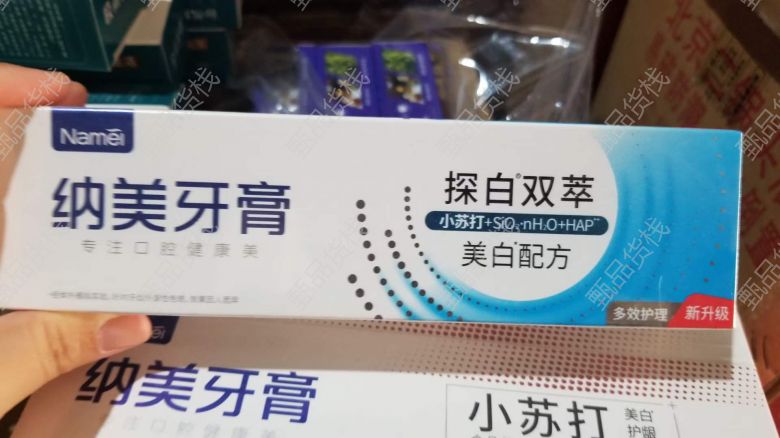 Namei
纳美牙膏
专注口腔健康美
探白®双萃
小苏打+SiO₂·nH₂O+HAP**
美白*配方
多效护理 新升级
Namei
纳美牙膏
小苏打
美白*
护龈
甄品货栈